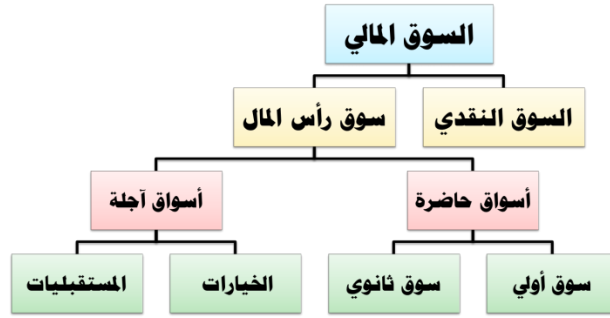 السوق المالي
السوق النقدي
سوق رأس المال
أسواق حاضرة
أسواق آجلة
سوق أولي
سوق ثانوي
الخيارات
المستقبليات